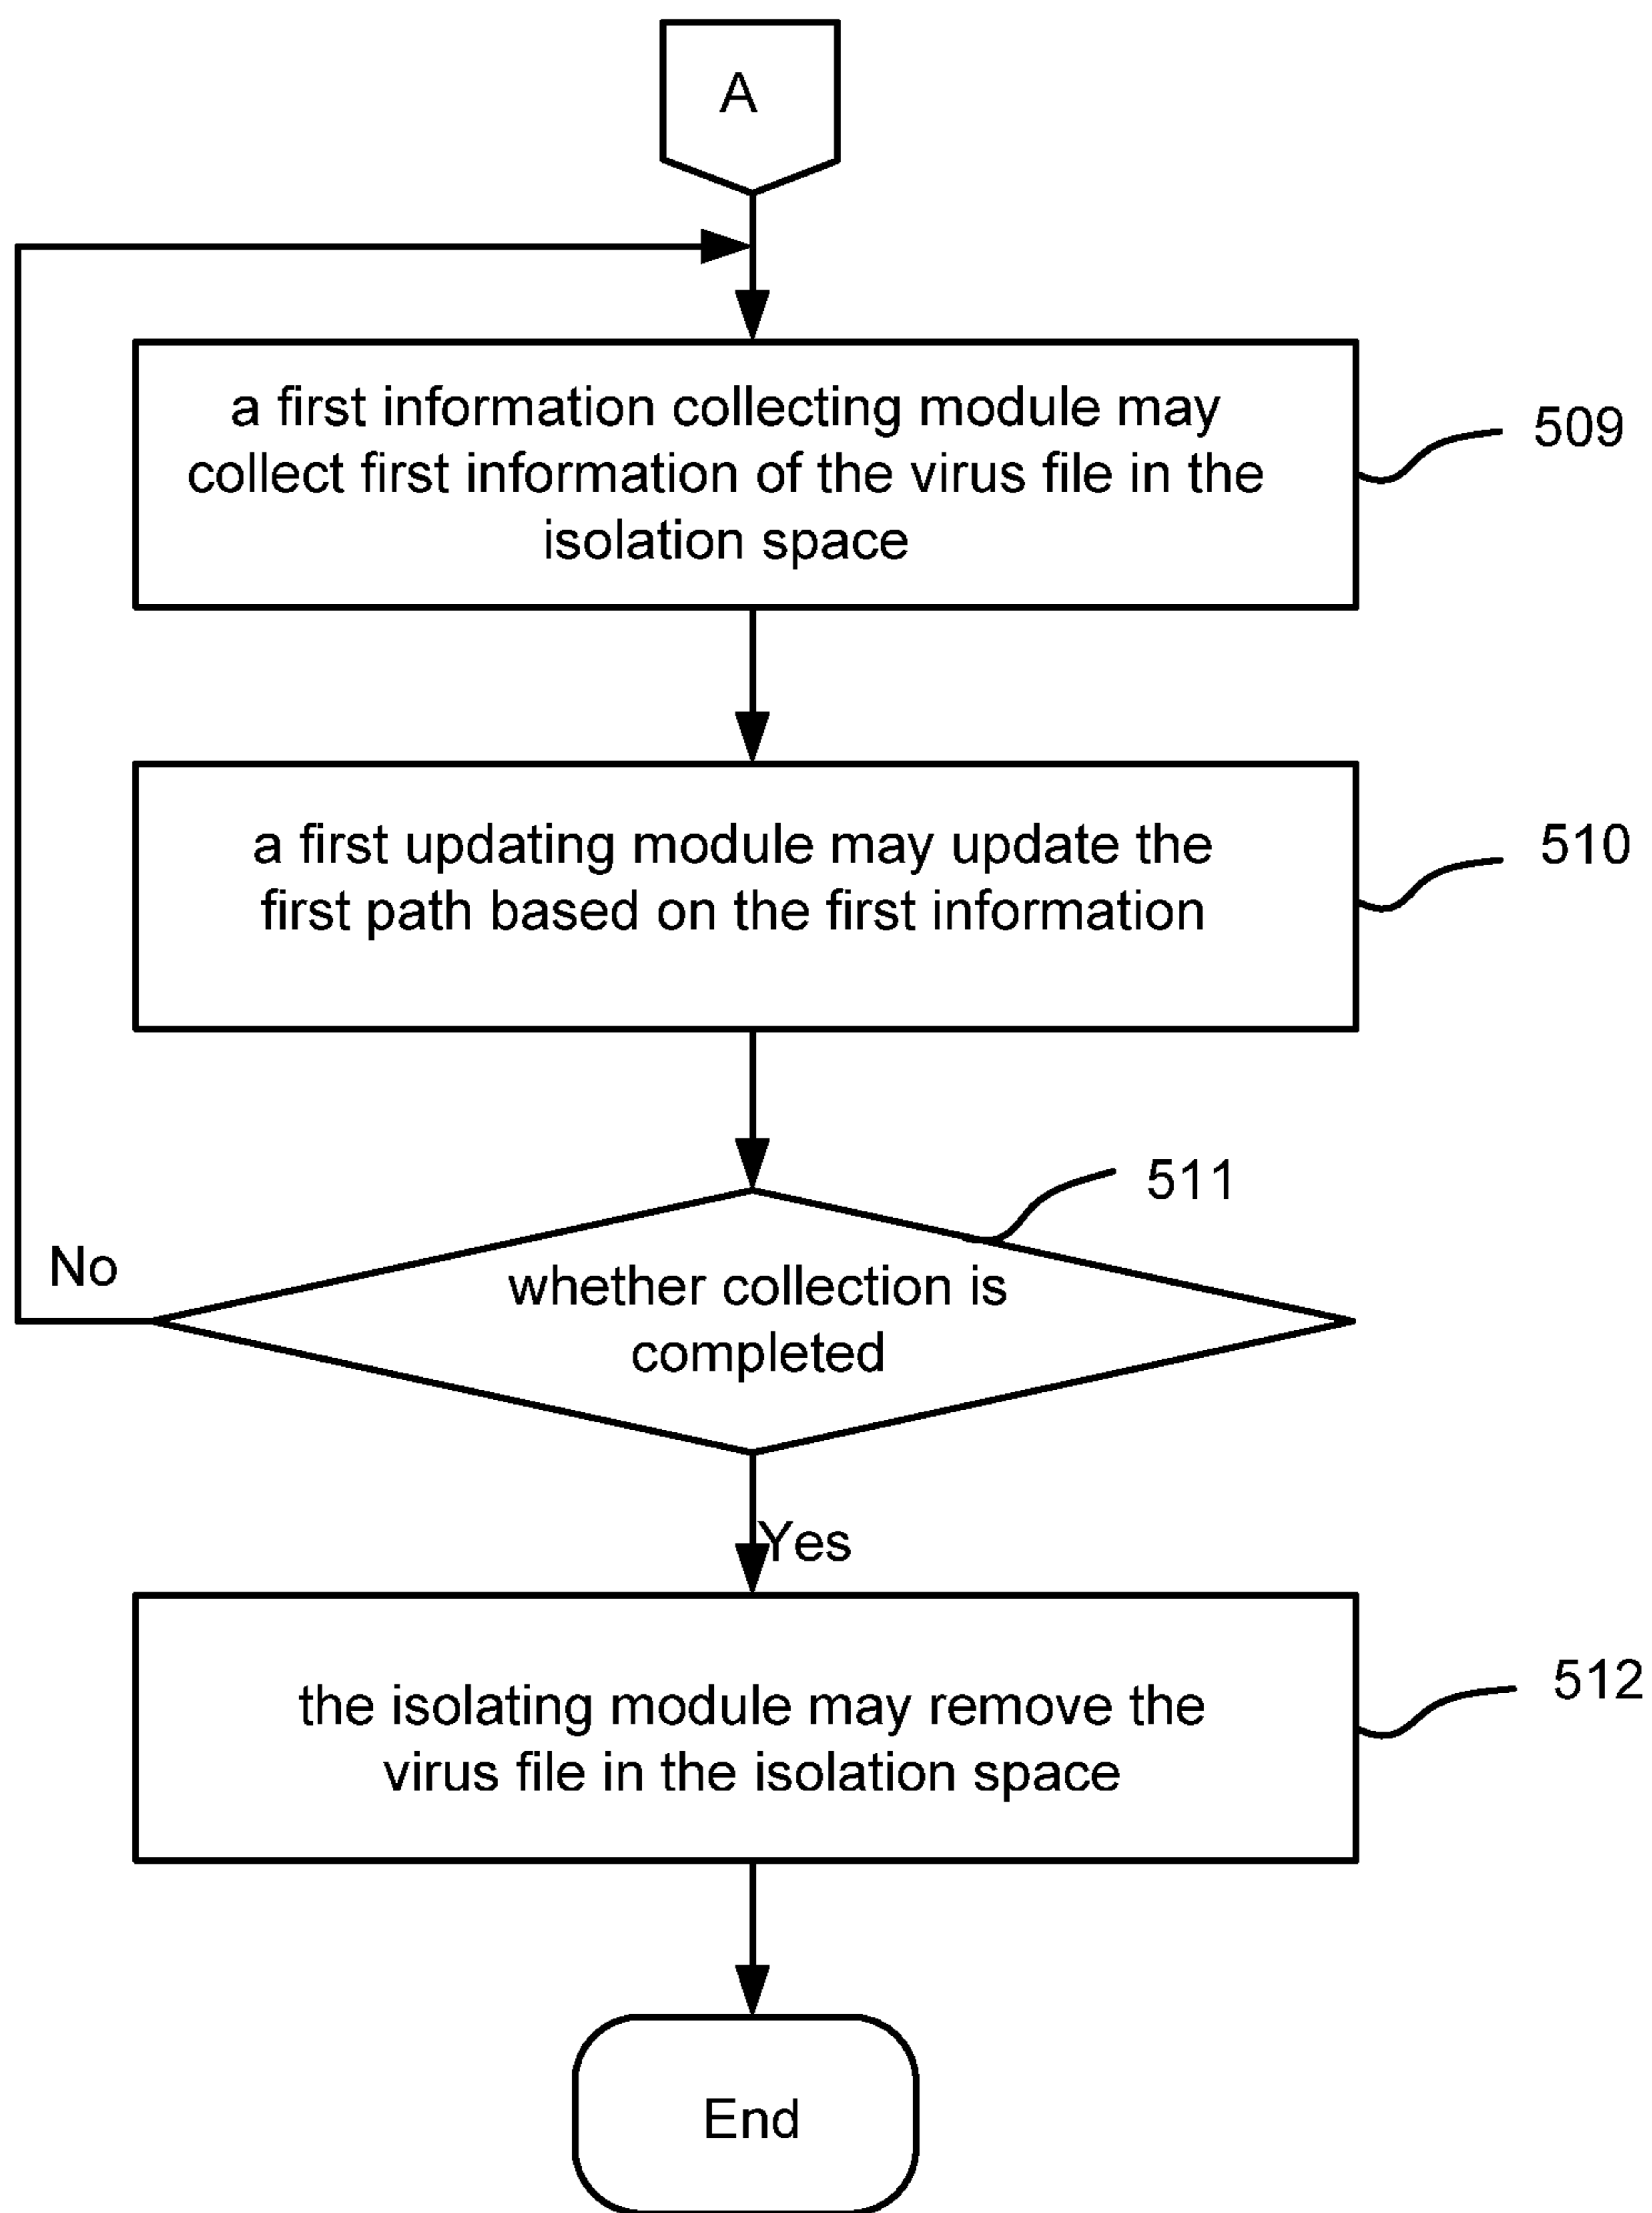 A
a first information collecting module may
collect first information of the virus file in the
isolation space
509
a first updating module may update the
first path based on the first information
510
511
whether collection is
completed
No
Yes
the isolating module may remove the
virus file in the isolation space
512
End